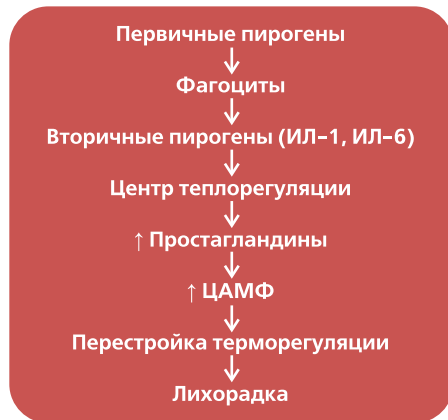 Первичные пирогены
Фагоциты
Вторичные пирогены (ИЛ-1, ИЛ-6)
Центр теплорегуляции
↑ Простагландины
↑ ЦАМФ
Перестройка терморегуляции
Лихорадка